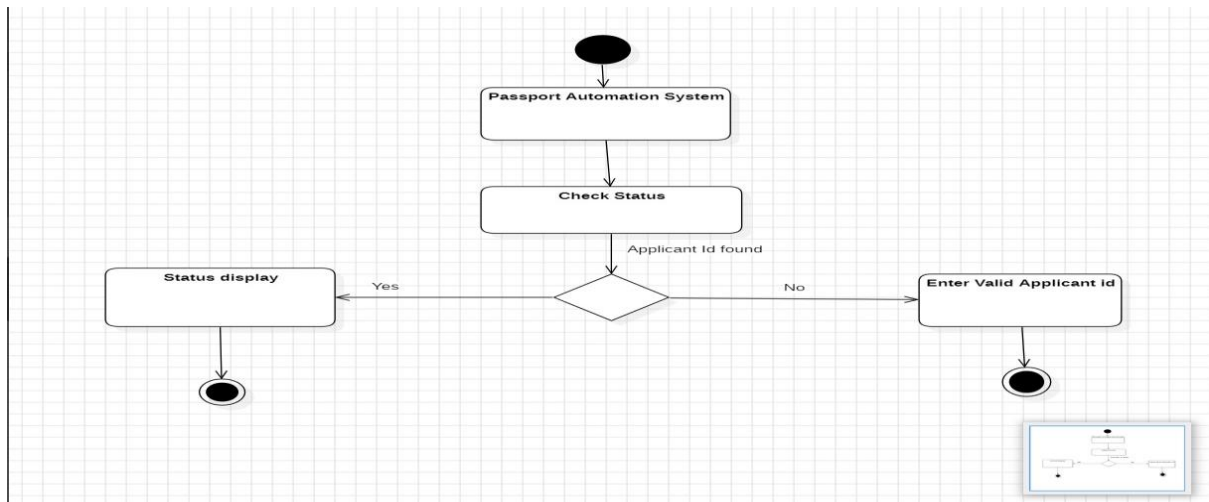 Passport Automation System
Check Status
Applicant Id found
Status display
Yes
No
Enter Valid Applicant id